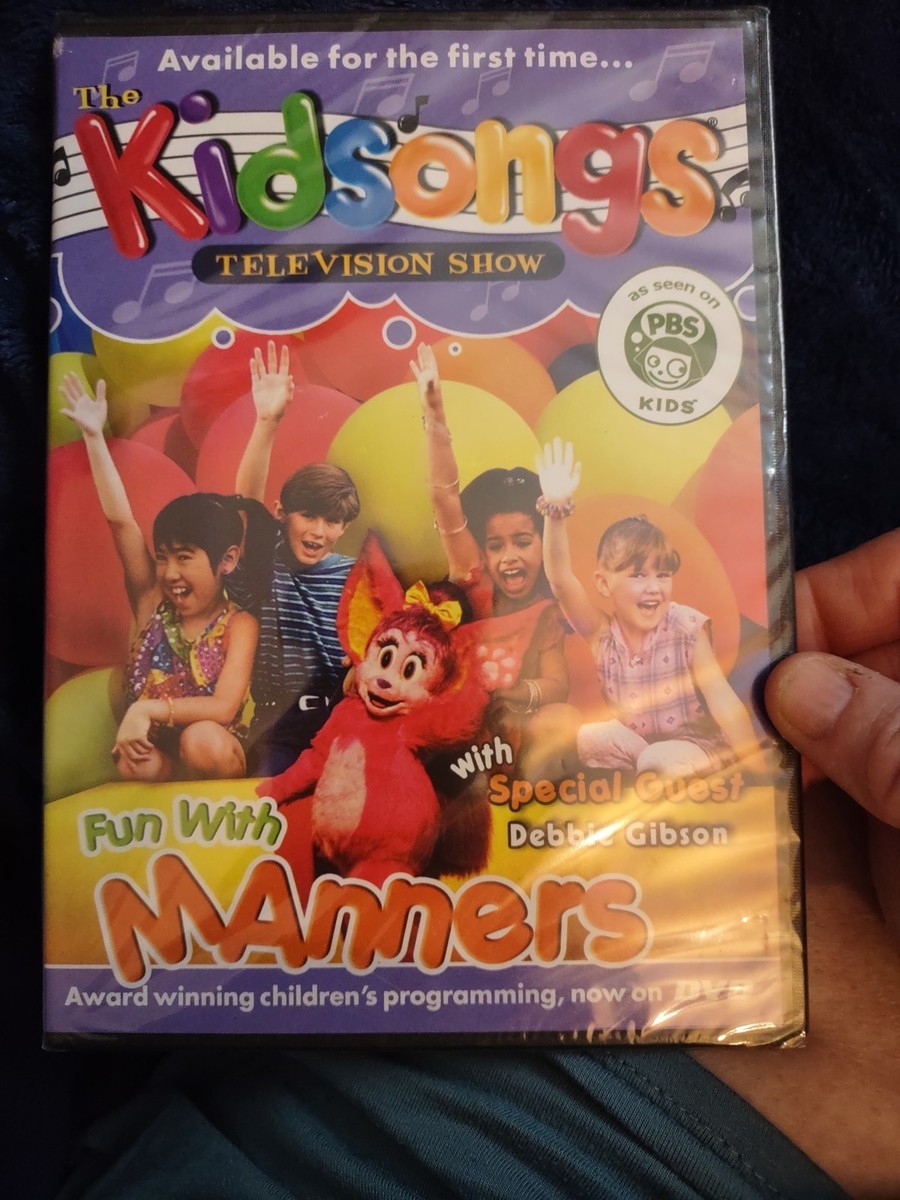 Available for the first time...
The
Kidsongs®
TELEVISION SHOW
as seen on
PBS
KIDS
with
Special Guest
Debbie Gibson
Fun With
MAnners
Award winning children's programming, now on DVD